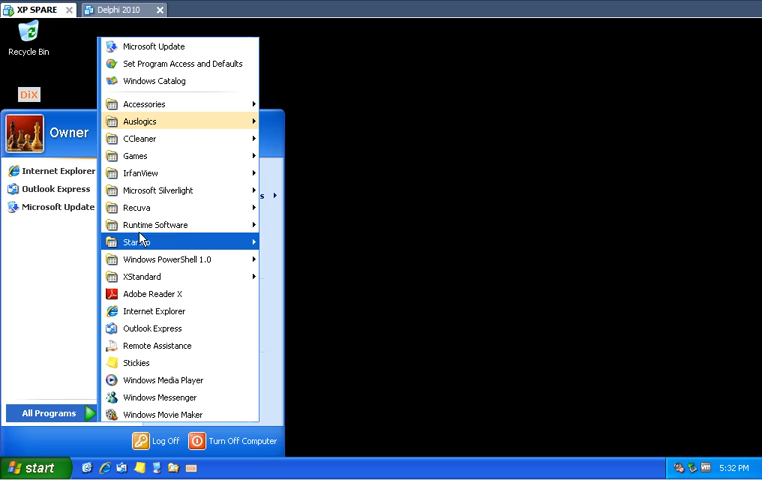 XP SPARE
Delphi 2010
Recycle Bin
DiX
Owner
Internet Explorer
Outlook Express
Microsoft Update
Microsoft Update
Set Program Access and Defaults
Windows Catalog
Accessories
Auslogics
CCleaner
Games
IrfanView
Microsoft Silverlight
Recuva
Runtime Software
Windows PowerShell 1.0
XStandard
Adobe Reader X
Internet Explorer
Outlook Express
Remote Assistance
Stickies
Windows Media Player
Windows Messenger
Windows Movie Maker
All Programs
Log Off
Turn Off Computer
start
5:32 PM